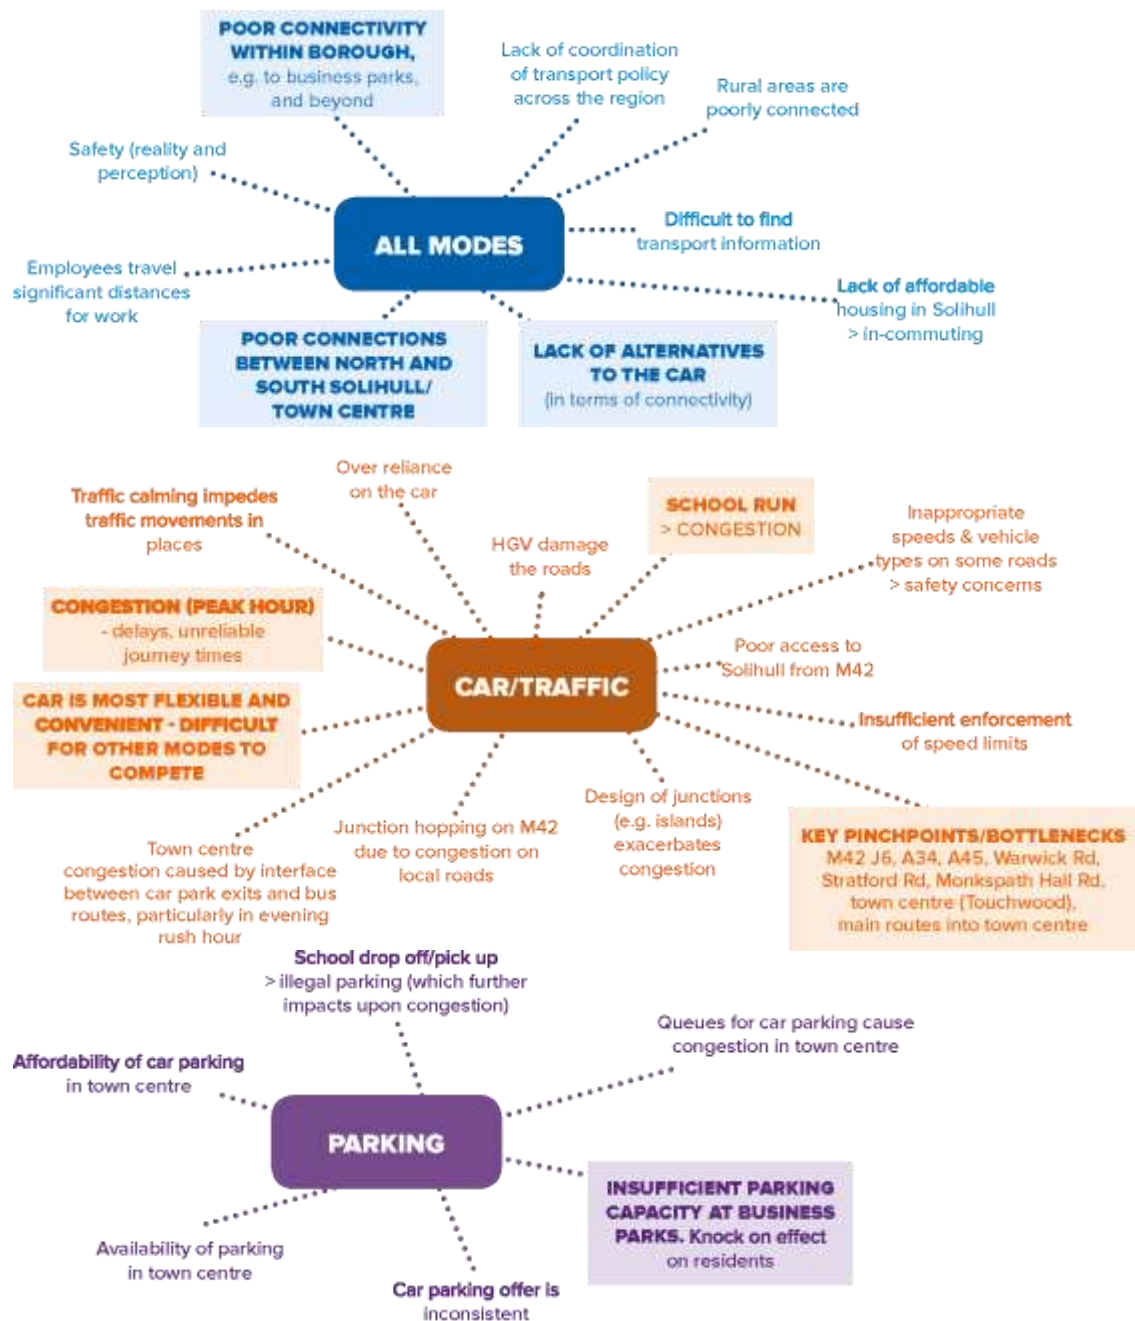 POOR CONNECTIVITY
WITHIN BOROUGH,
e.g. to business parks,
and beyond
Lack of coordination
of transport policy
across the region
Rural areas are
poorly connected
Safety (reality and
perception)
ALL MODES
Difficult to find
transport information
Employees travel
significant distances
for work
Lack of affordable
housing in Solihull
> in-commuting
POOR CONNECTIONS
BETWEEN NORTH AND
SOUTH SOLIHULL/
TOWN CENTRE
LACK OF ALTERNATIVES
TO THE CAR
(in terms of connectivity)
Over reliance
on the car
Traffic calming impedes
traffic movements in
places
SCHOOL RUN
> CONGESTION
HGV damage
the roads
Inappropriate
speeds & vehicle
types on some roads
> safety concerns
CONGESTION (PEAK HOUR)
- delays, unreliable
journey times
CAR/TRAFFIC
Poor access to
Solihull from M42
CAR IS MOST FLEXIBLE AND
CONVENIENT - DIFFICULT
FOR OTHER MODES TO
COMPETE
Insufficient enforcement
of speed limits
Town centre
congestion caused by interface
between car park exits and bus
routes, particularly in evening
rush hour
Junction hopping on M42
due to congestion on
local roads
Design of junctions
(e.g. islands)
exacerbates
congestion
KEY PINCHPOINTS/BOTTLENECKS
M42 J6, A34, A45, Warwick Rd,
Stratford Rd, Monkspath Hall Rd,
town centre (Touchwood),
main routes into town centre
School drop off/pick up
> illegal parking (which further
impacts upon congestion)
Queues for car parking cause
congestion in town centre
Affordability of car parking
in town centre
PARKING
INSUFFICIENT PARKING
CAPACITY AT BUSINESS
PARKS. Knock on effect
on residents
Availability of parking
in town centre
Car parking offer is
inconsistent